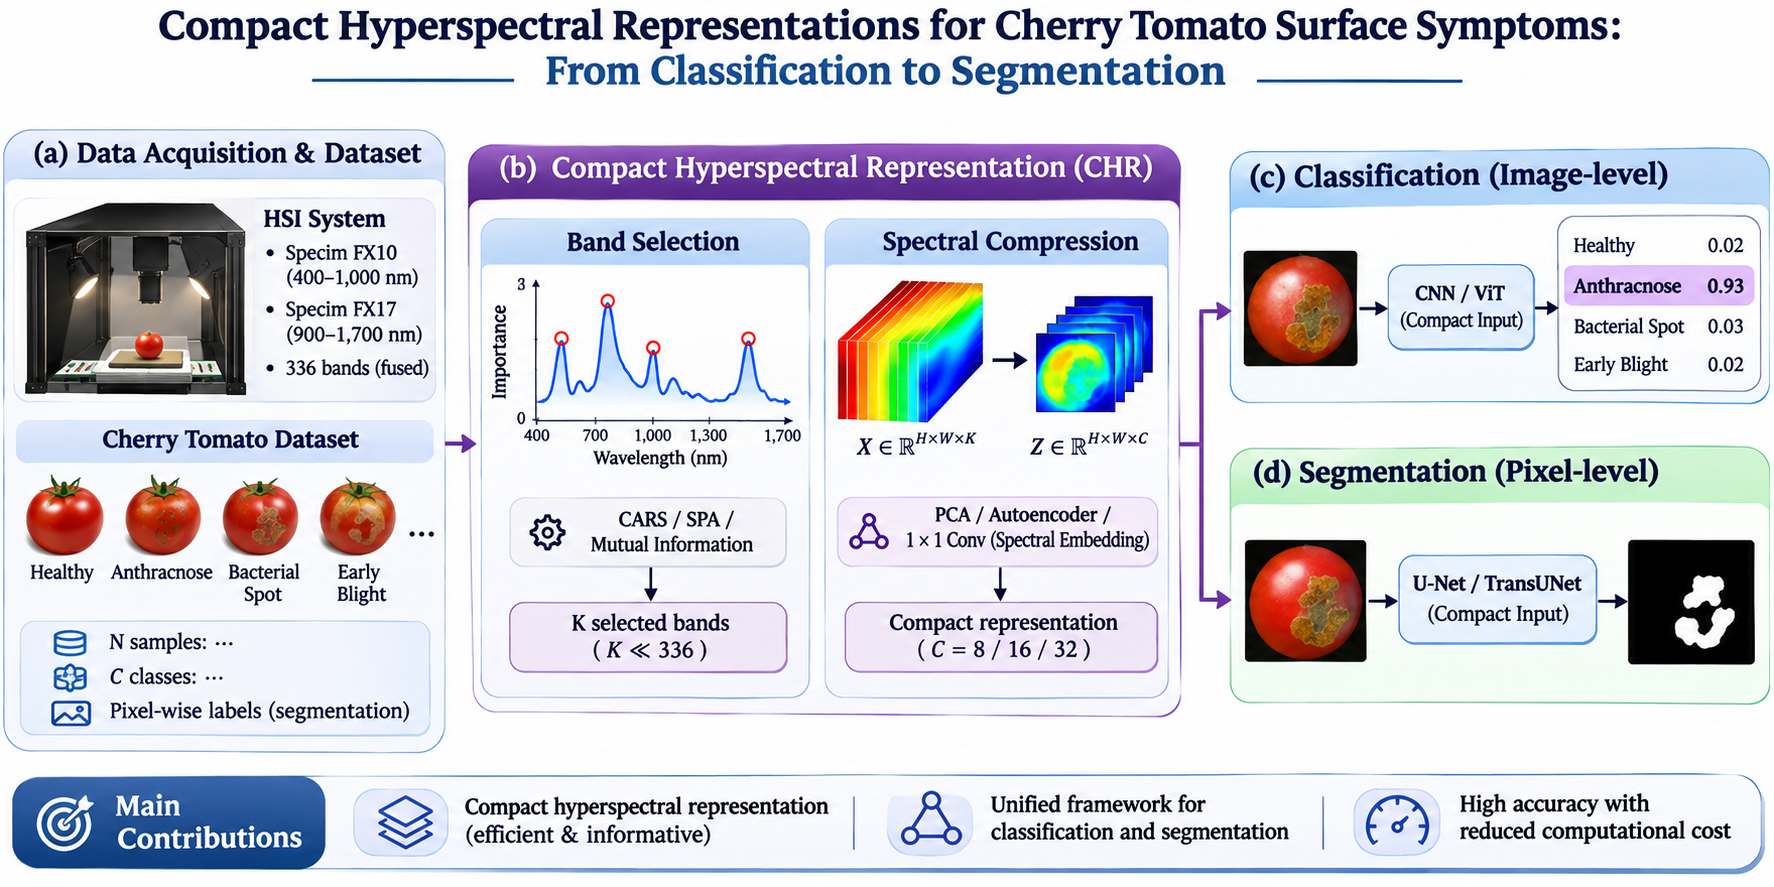 Compact Hyperspectral Representations for Cherry Tomato Surface Symptoms:
From Classification to Segmentation
(a) Data Acquisition & Dataset
HSI System
• Specim FX10
(400–1,000 nm)
• Specim FX17
(900–1,700 nm)
• 336 bands (fused)
Cherry Tomato Dataset
Healthy
Anthracnose
Bacterial
Spot
Early
Blight
...
N samples: ···
C classes: ···
Pixel-wise labels (segmentation)
(b) Compact Hyperspectral Representation (CHR)
Band Selection
Importance
3
0
400 700 1,000 1,300 1,700
Wavelength (nm)
CARS / SPA /
Mutual Information
K selected bands
( K ≪ 336 )
Spectral Compression
X ∈ ℝ^{H×W×K}
Z ∈ ℝ^{H×W×C}
PCA / Autoencoder /
1 × 1 Conv (Spectral Embedding)
Compact representation
( C = 8 / 16 / 32 )
(c) Classification (Image-level)
CNN / ViT
(Compact Input)
Healthy 0.02
Anthracnose 0.93
Bacterial Spot 0.03
Early Blight 0.02
(d) Segmentation (Pixel-level)
U-Net / TransUNet
(Compact Input)
Main
Contributions
Compact hyperspectral representation
(efficient & informative)
Unified framework for
classification and segmentation
High accuracy with
reduced computational cost